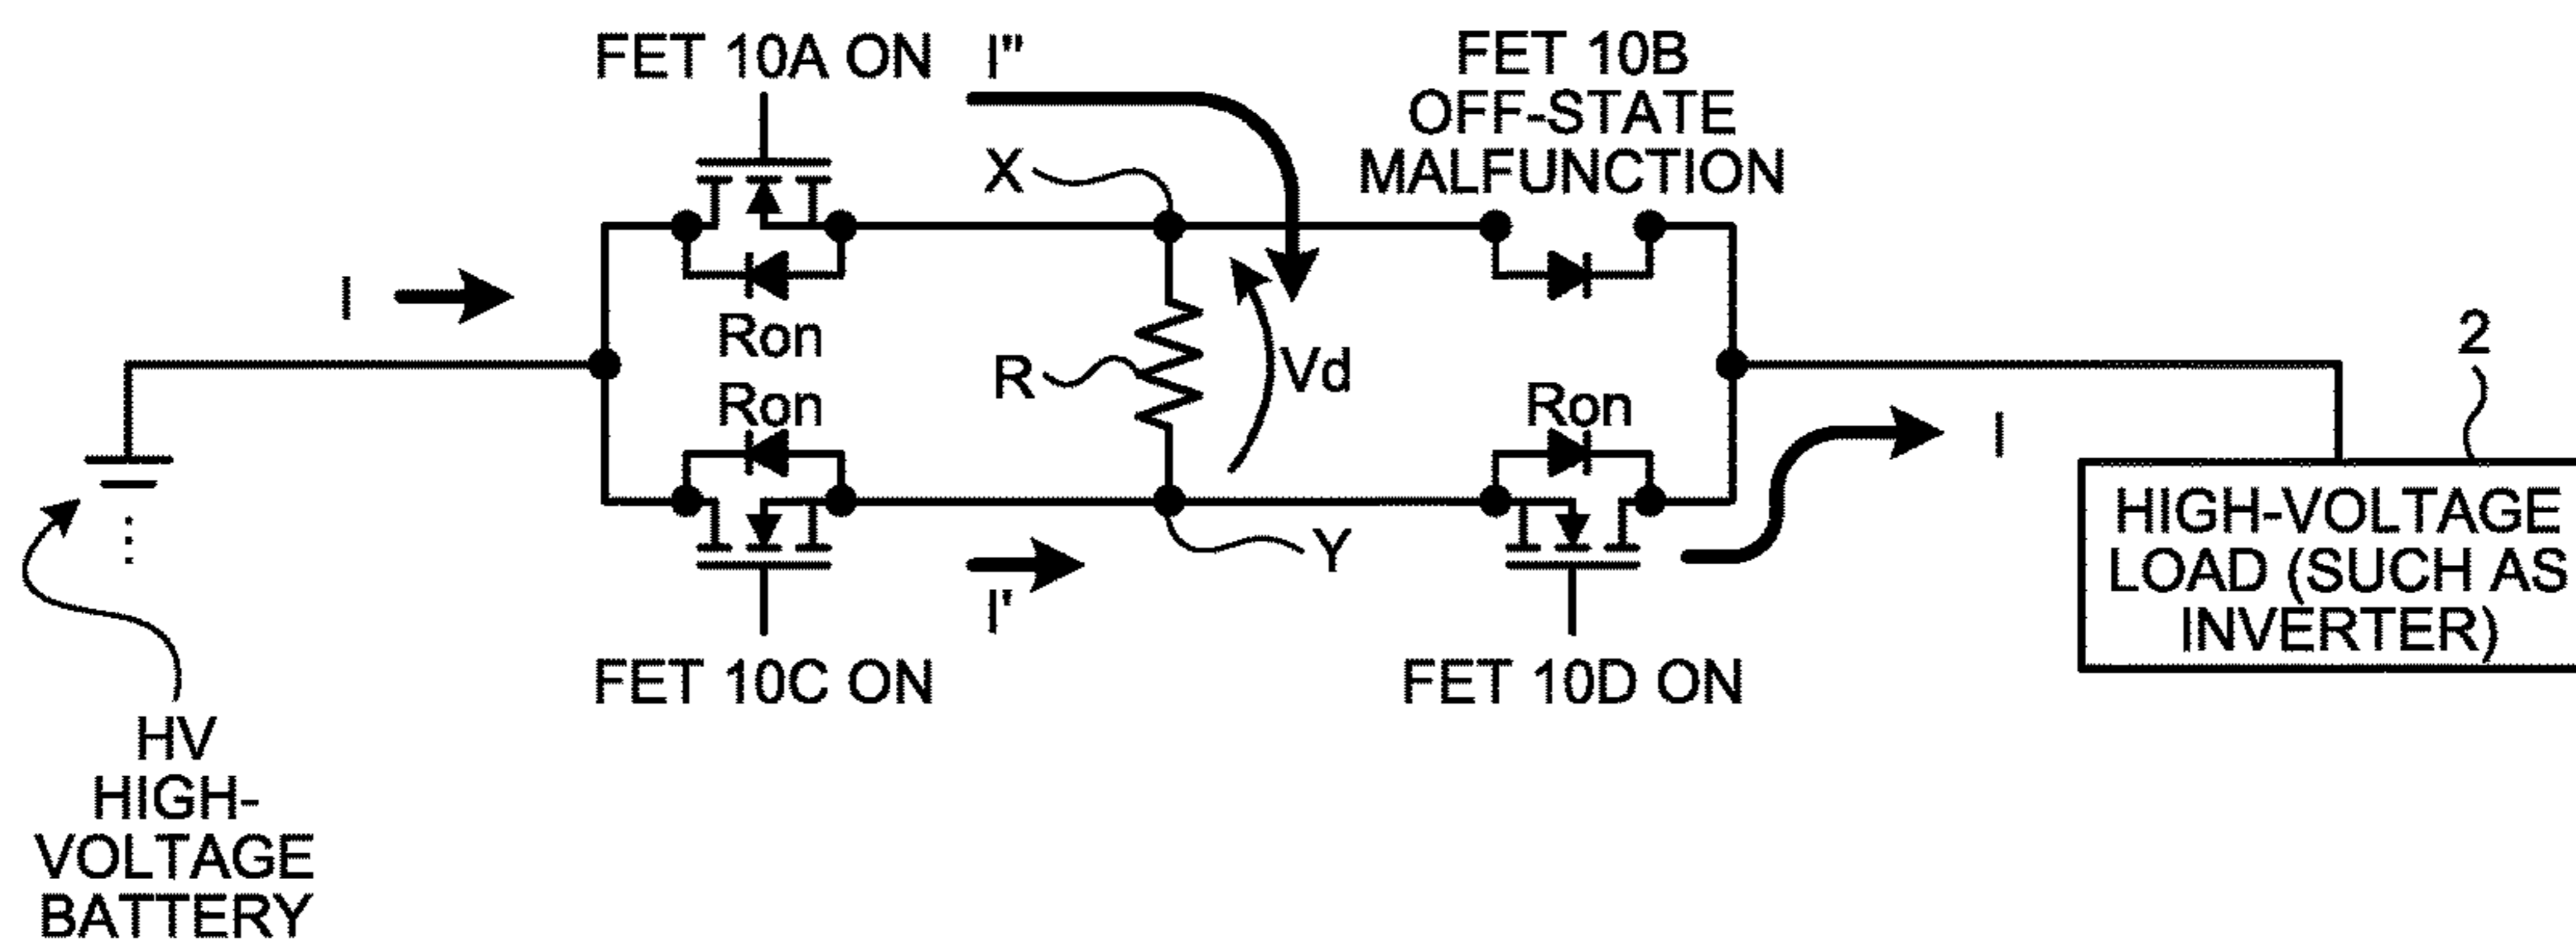 FET 10A ON
I"
FET 10B
OFF-STATE
MALFUNCTION
X
I
Ron
Ron
R
Vd
Ron
I
2
HIGH-VOLTAGE
LOAD (SUCH AS
INVERTER)
Y
I'
FET 10C ON
FET 10D ON
HV
HIGH-
VOLTAGE
BATTERY